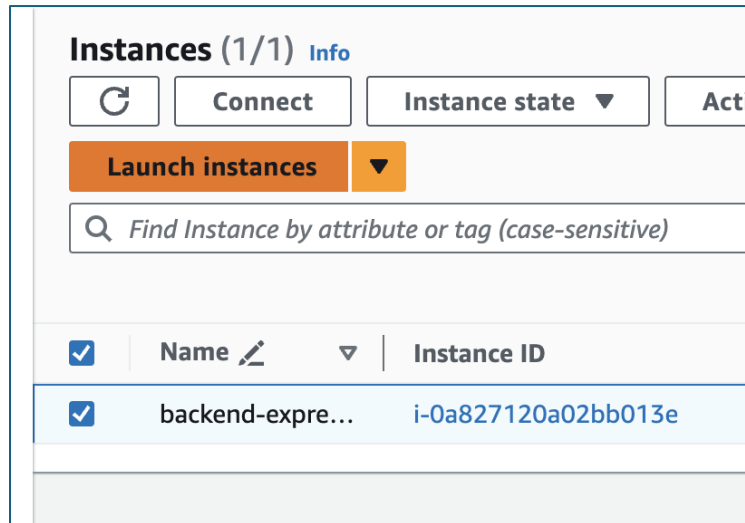 Instances (1/1) Info
Connect Instance state Acti
Launch instances
Find Instance by attribute or tag (case-sensitive)
Name Instance ID
backend-expre... i-0a827120a02bb013e